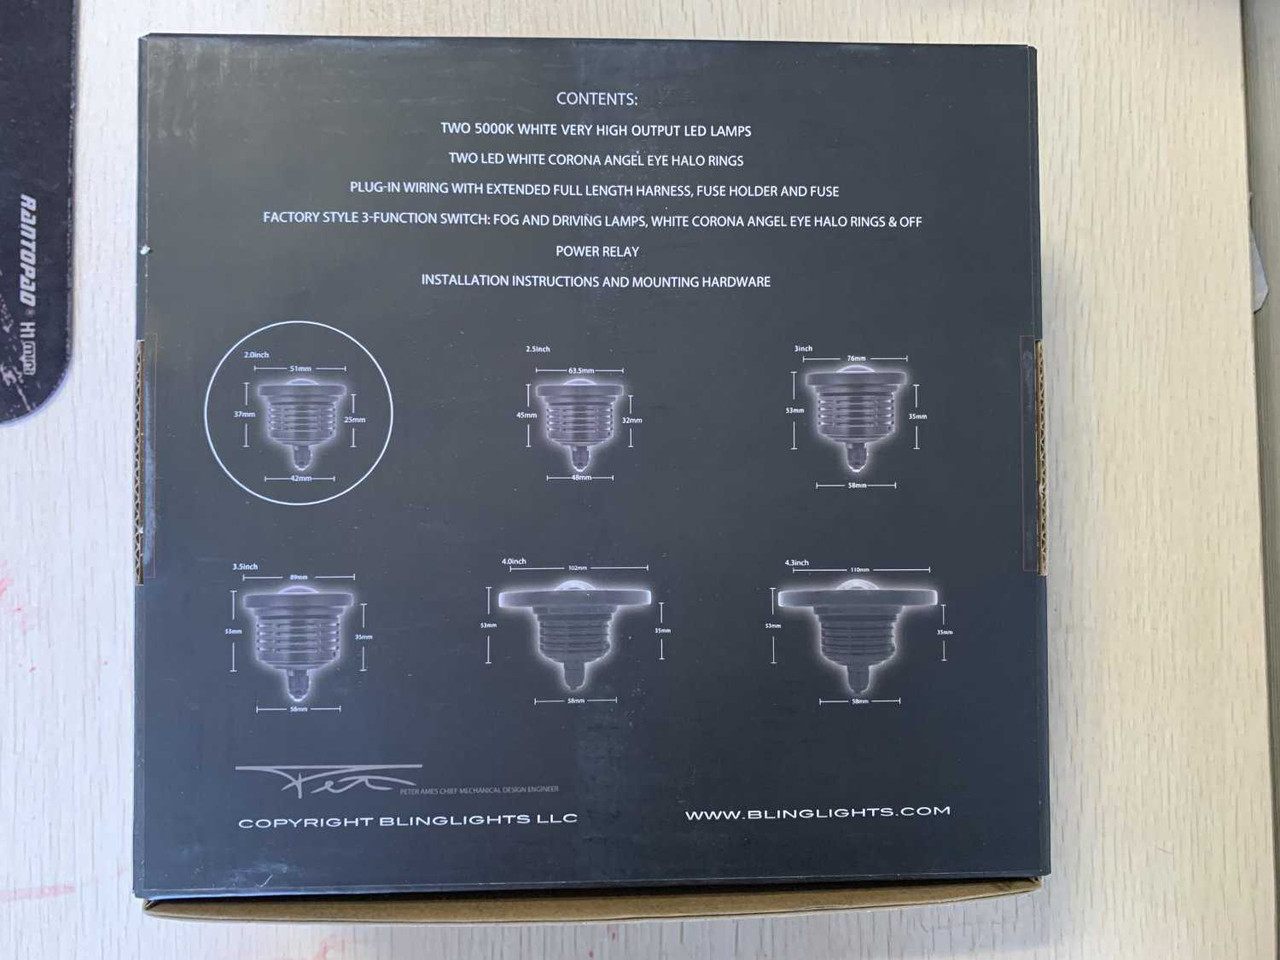 CONTENTS:
TWO 5000K WHITE VERY HIGH OUTPUT LED LAMPS
TWO LED WHITE CORONA ANGEL EYE HALO RINGS
PLUG-IN WIRING WITH EXTENDED FULL LENGTH HARNESS, FUSE HOLDER AND FUSE
FACTORY STYLE 3-FUNCTION SWITCH: FOG AND DRIVING LAMPS, WHITE CORONA ANGEL EYE HALO RINGS & OFF
POWER RELAY
INSTALLATION INSTRUCTIONS AND MOUNTING HARDWARE
2.0inch
51mm
37mm
25mm
42mm
2.5inch
63.5mm
45mm
32mm
48mm
3inch
76mm
53mm
35mm
58mm
3.5inch
89mm
53mm
35mm
58mm
4.0inch
102mm
53mm
35mm
58mm
4.3inch
110mm
53mm
35mm
58mm
PETER AMES CHIEF MECHANICAL DESIGN ENGINEER
COPYRIGHT BLINGLIGHTS LLC
WWW.BLINGLIGHTS.COM
RANTOPAD H1 mini